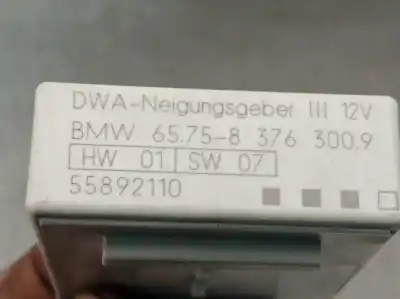 DWA-Neigungsgeber III 12V
BMW 65.75-8 376 300.9
HW 01 SW 07
55892110